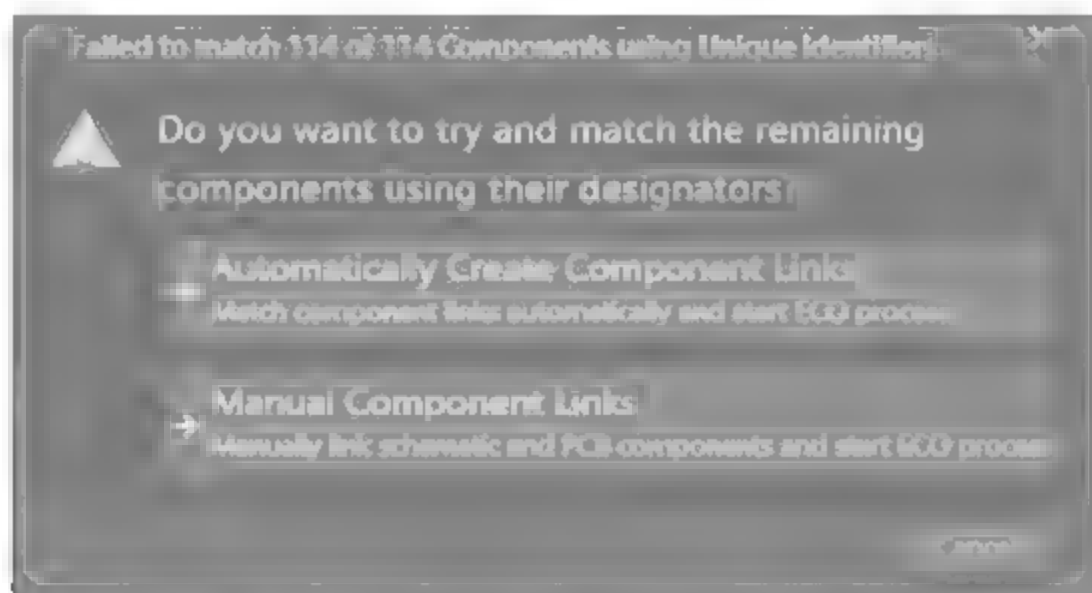 Failed to match 114 of 114 Components using Unique Identifiers
Do you want to try and match the remaining
components using their designators?
Automatically Create Component Links
Match component links automatically and start ECO process.
Manual Component Links
Manually link schematic and PCB components and start ECO process